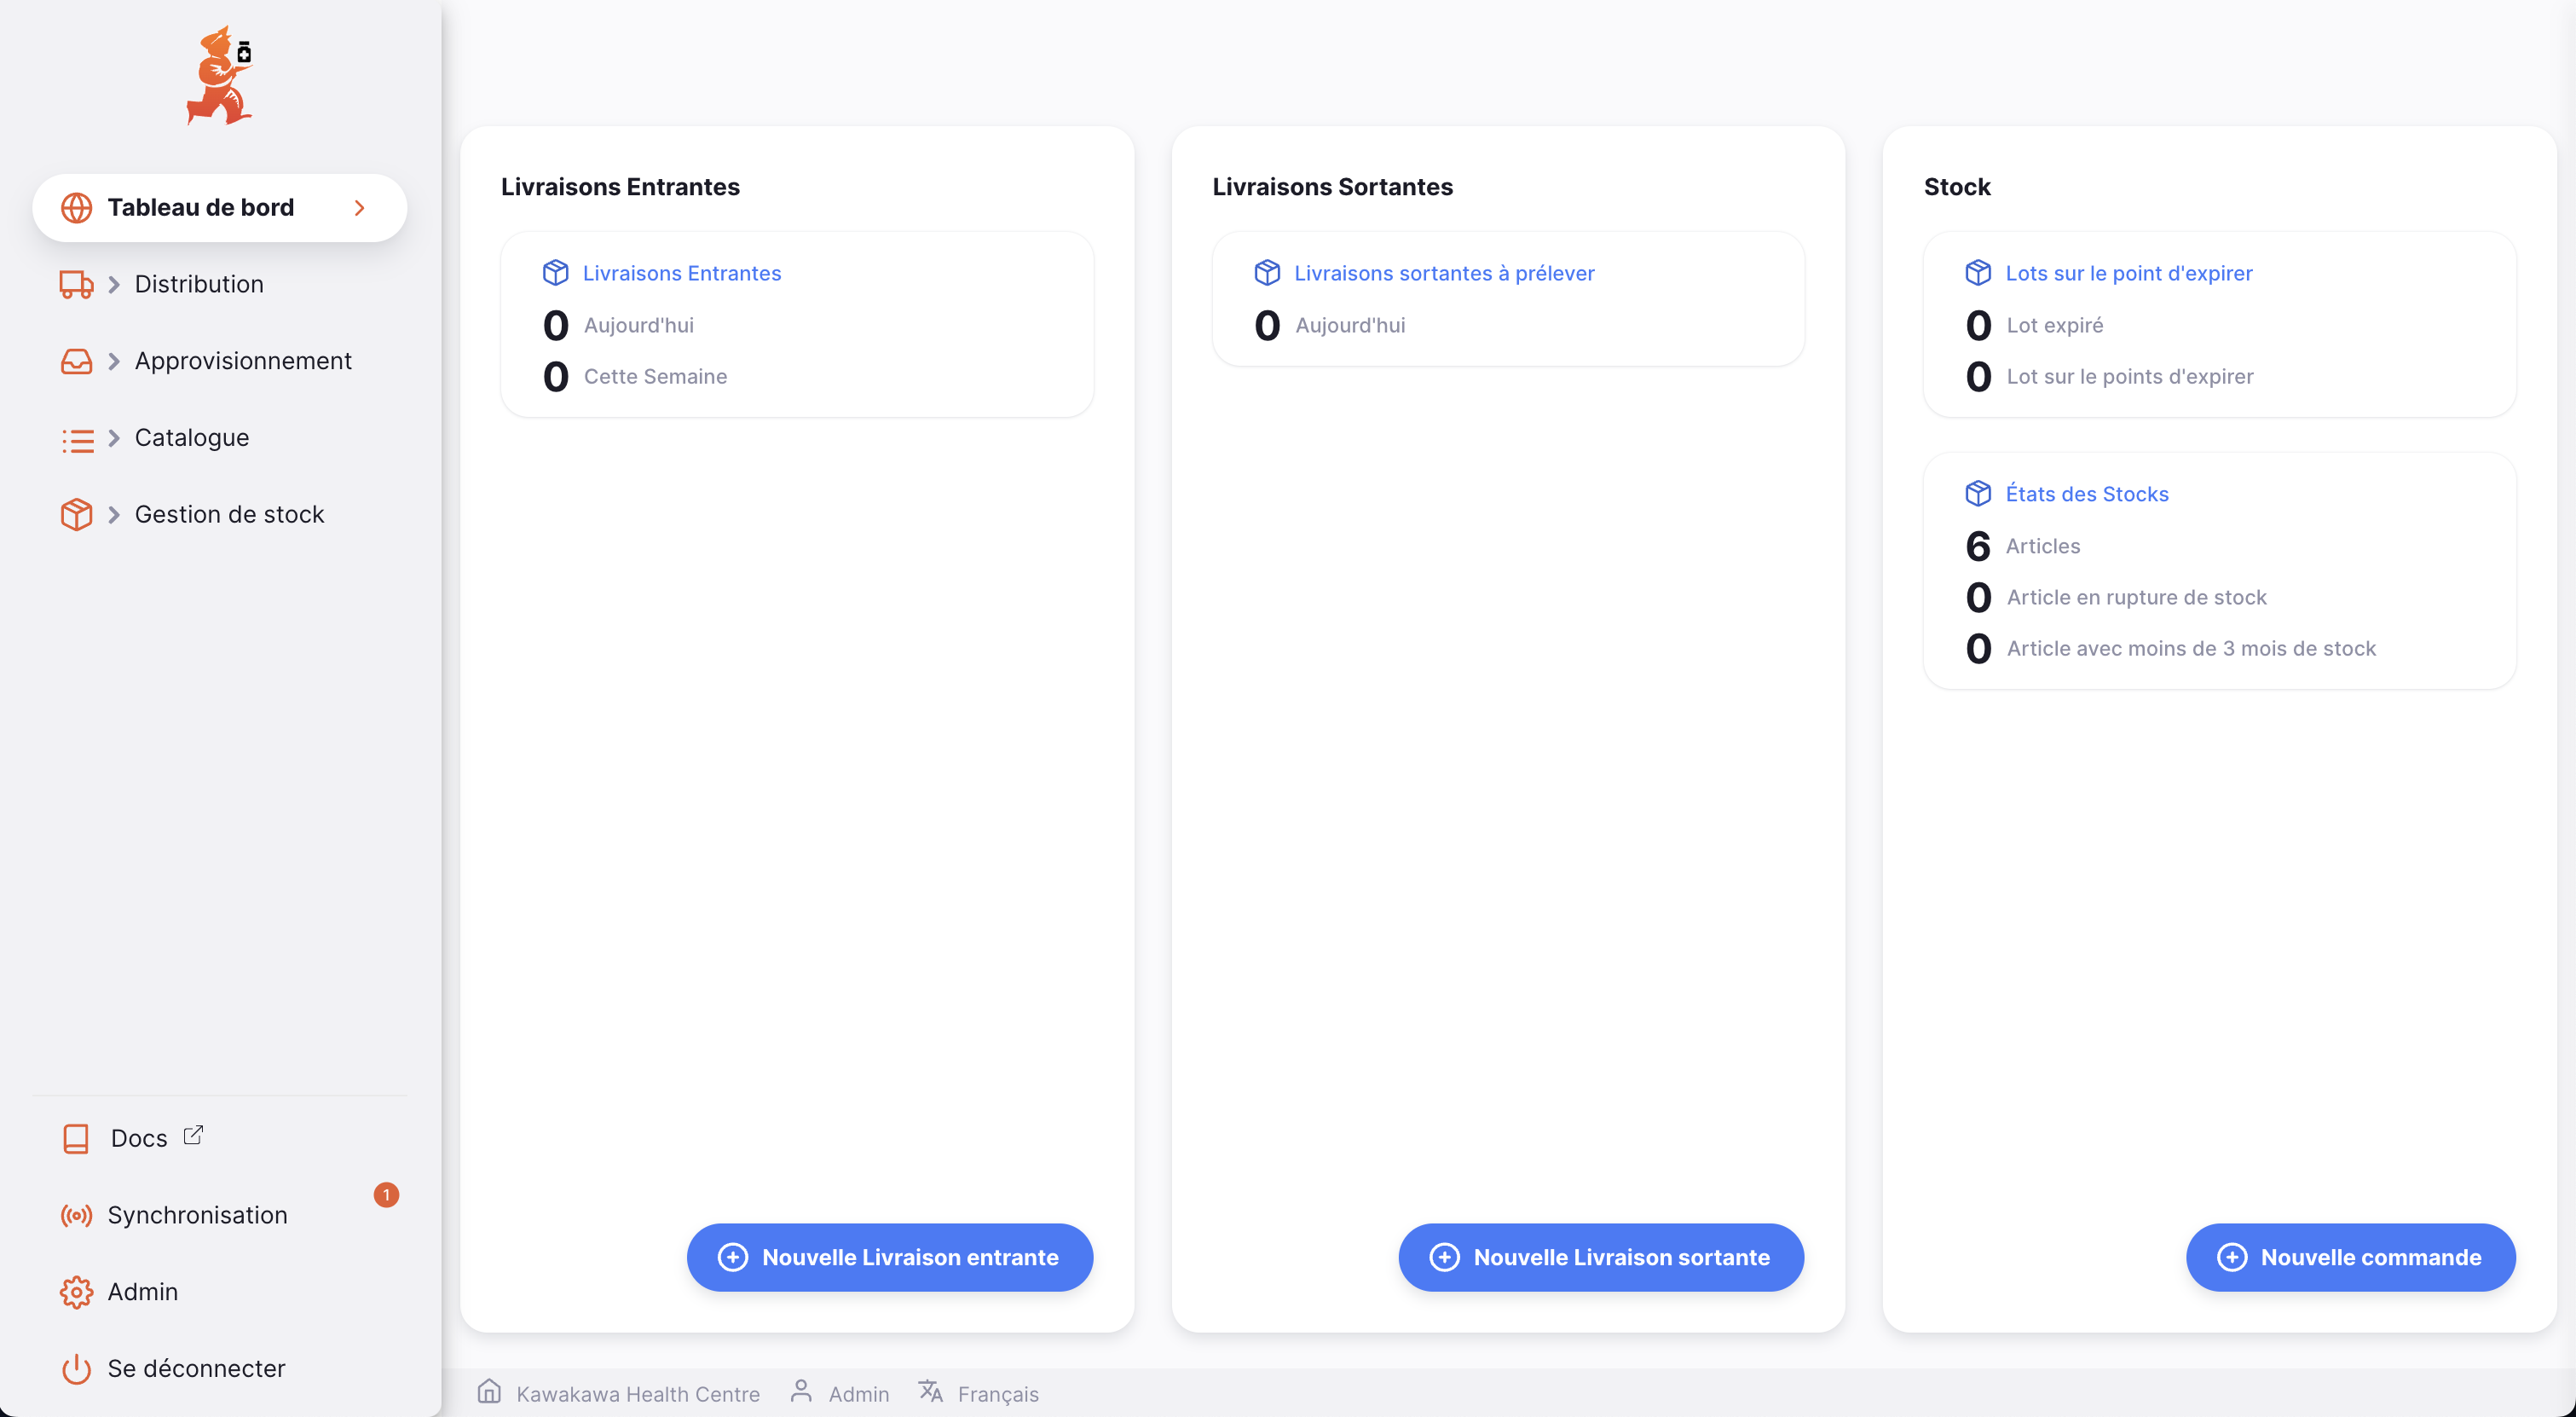 Tableau de bord
Distribution
Approvisionnement
Catalogue
Gestion de stock
Docs
Synchronisation
1
Admin
Se déconnecter
Livraisons Entrantes
Livraisons Entrantes
0 Aujourd'hui
0 Cette Semaine
Nouvelle Livraison entrante
Livraisons Sortantes
Livraisons sortantes à prélever
0 Aujourd'hui
Nouvelle Livraison sortante
Stock
Lots sur le point d'expirer
0 Lot expiré
0 Lot sur le points d'expirer
États des Stocks
6 Articles
0 Article en rupture de stock
0 Article avec moins de 3 mois de stock
Nouvelle commande
Kawakawa Health Centre Admin Français